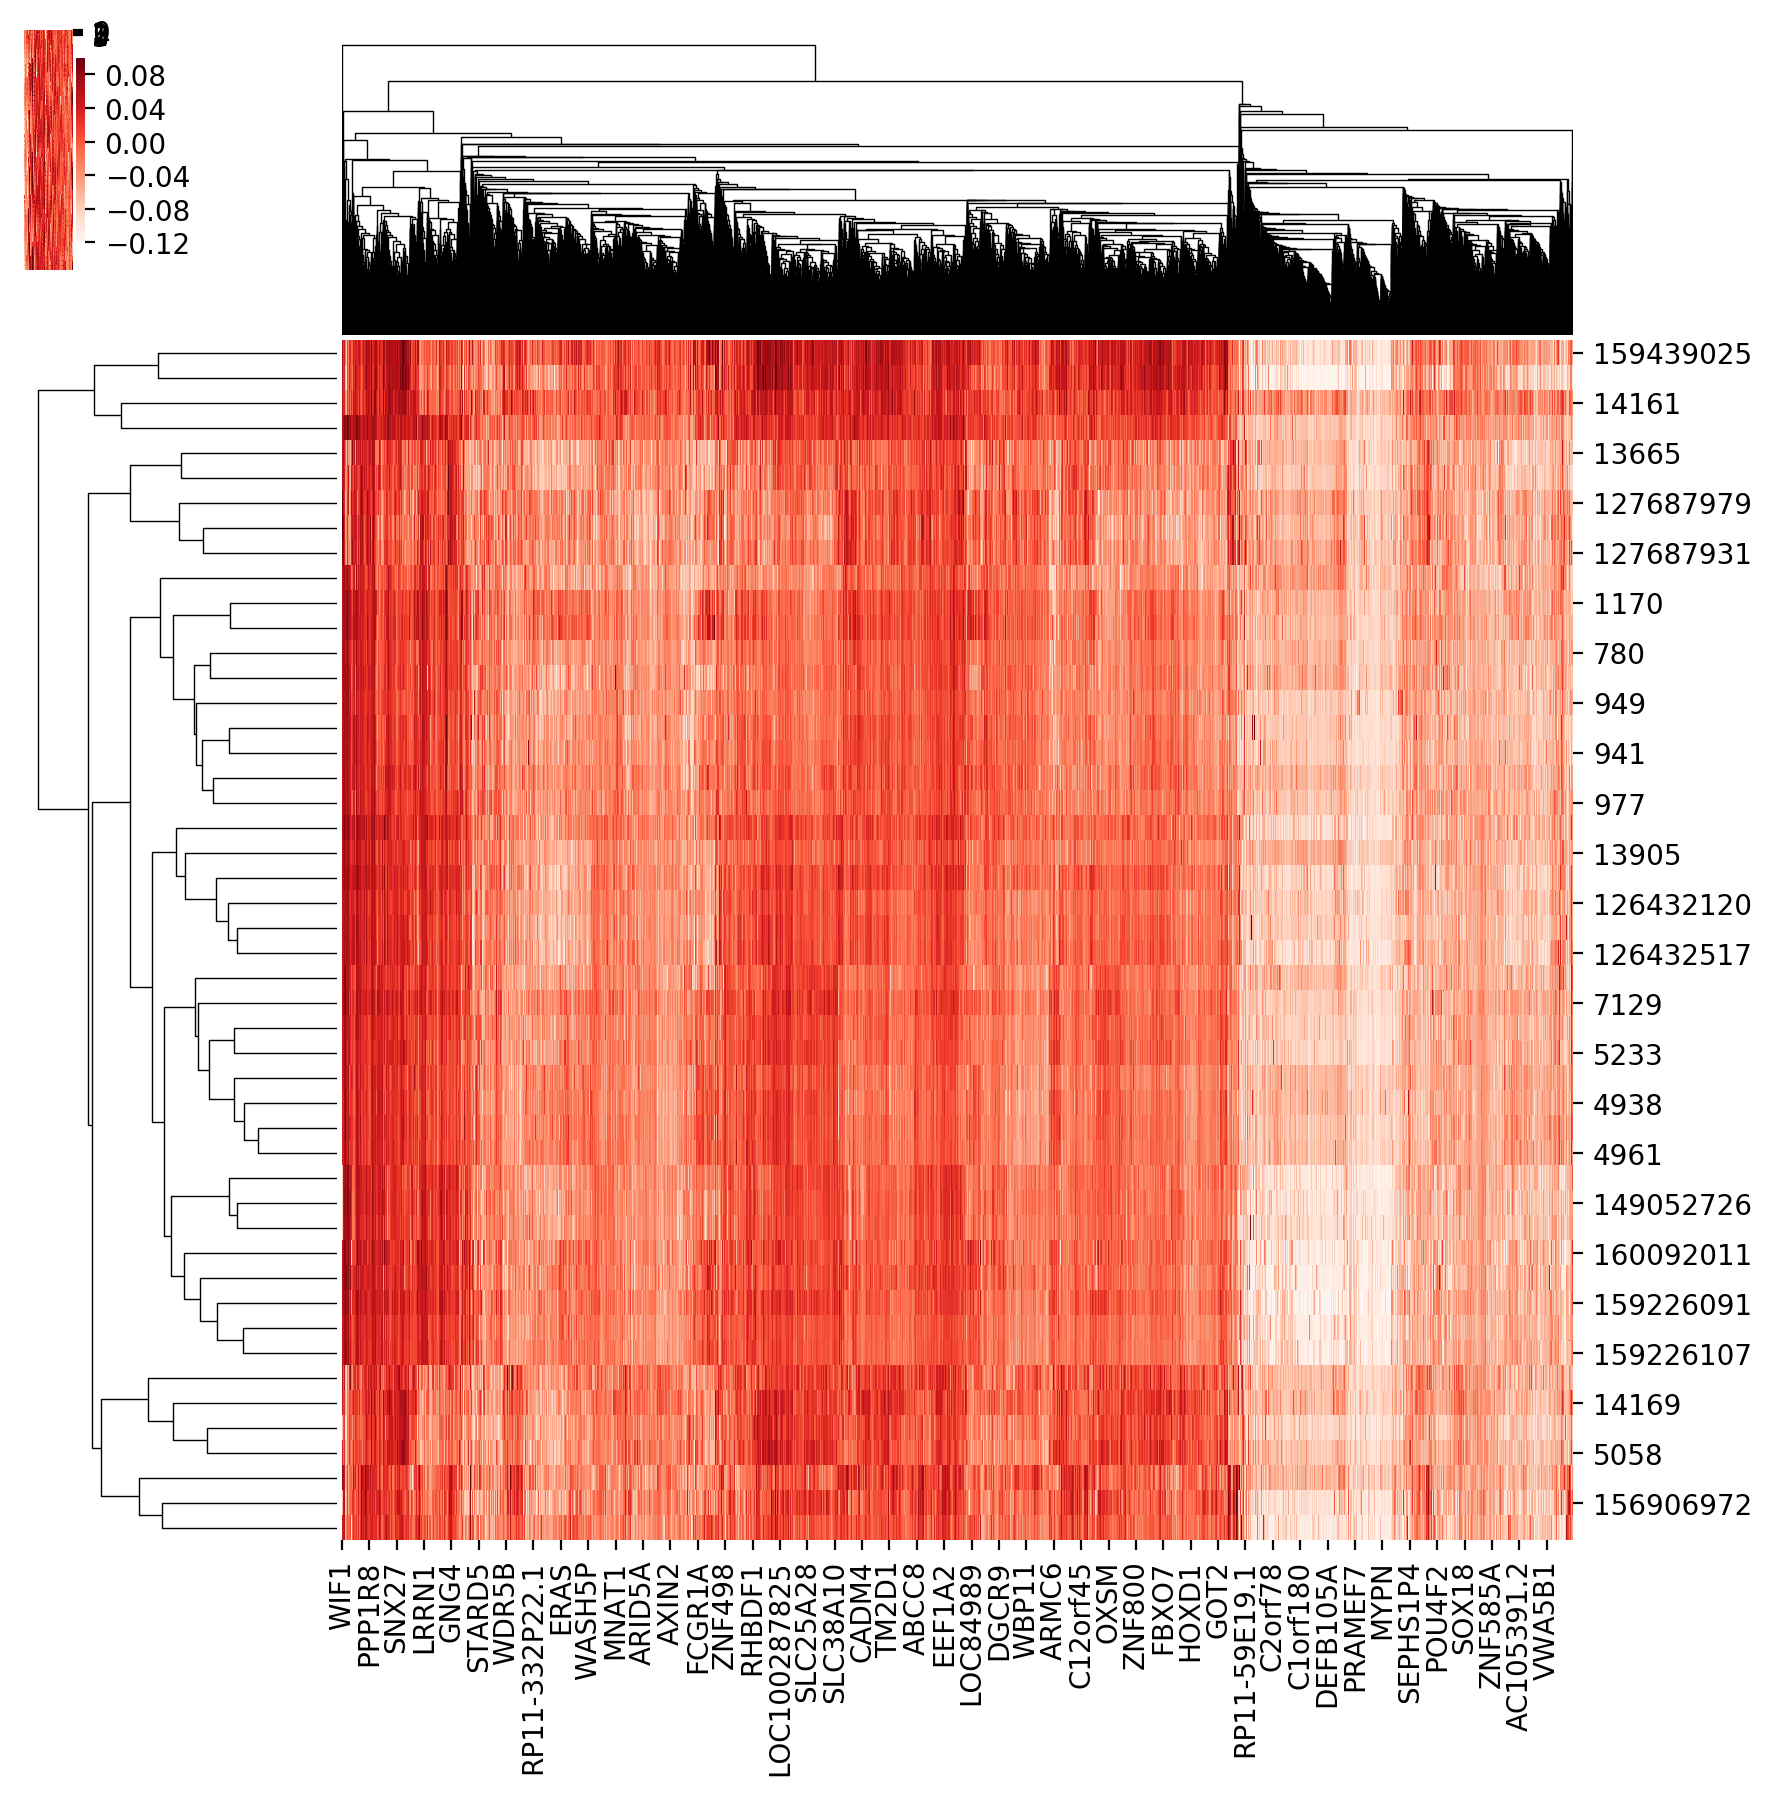 0.08
0.04
0.00
−0.04
−0.08
−0.12
159439025
14161
13665
127687979
127687931
1170
780
949
941
977
13905
126432120
126432517
7129
5233
4938
4961
149052726
160092011
159226091
159226107
14169
5058
156906972
WIF1
PPP1R8
SNX27
LRRN1
GNG4
STARD5
WDR5B
RP11-332P22.1
ERAS
WASH5P
MNAT1
ARID5A
AXIN2
FCGR1A
ZNF498
RHBDF1
LOC100287825
SLC25A28
SLC38A10
CADM4
TM2D1
ABCC8
EEF1A2
LOC84989
DGCR9
WBP11
ARMC6
C12orf45
OXSM
ZNF800
FBXO7
HOXD1
GOT2
RP11-59E19.1
C2orf78
C1orf180
DEFB105A
PRAMEF7
MYPN
SEPHS1P4
POU4F2
SOX18
ZNF585A
AC105391.2
VWA5B1